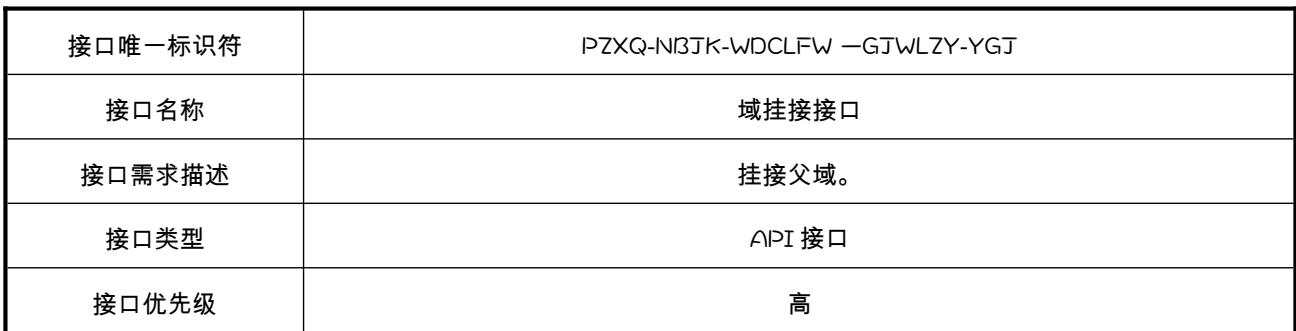 接口唯一标识符 PZXQ-NBJK-WDCLFW —GJWLZY-YGJ
接口名称 域挂接接口
接口需求描述 挂接父域。
接口类型 API 接口
接口优先级 高